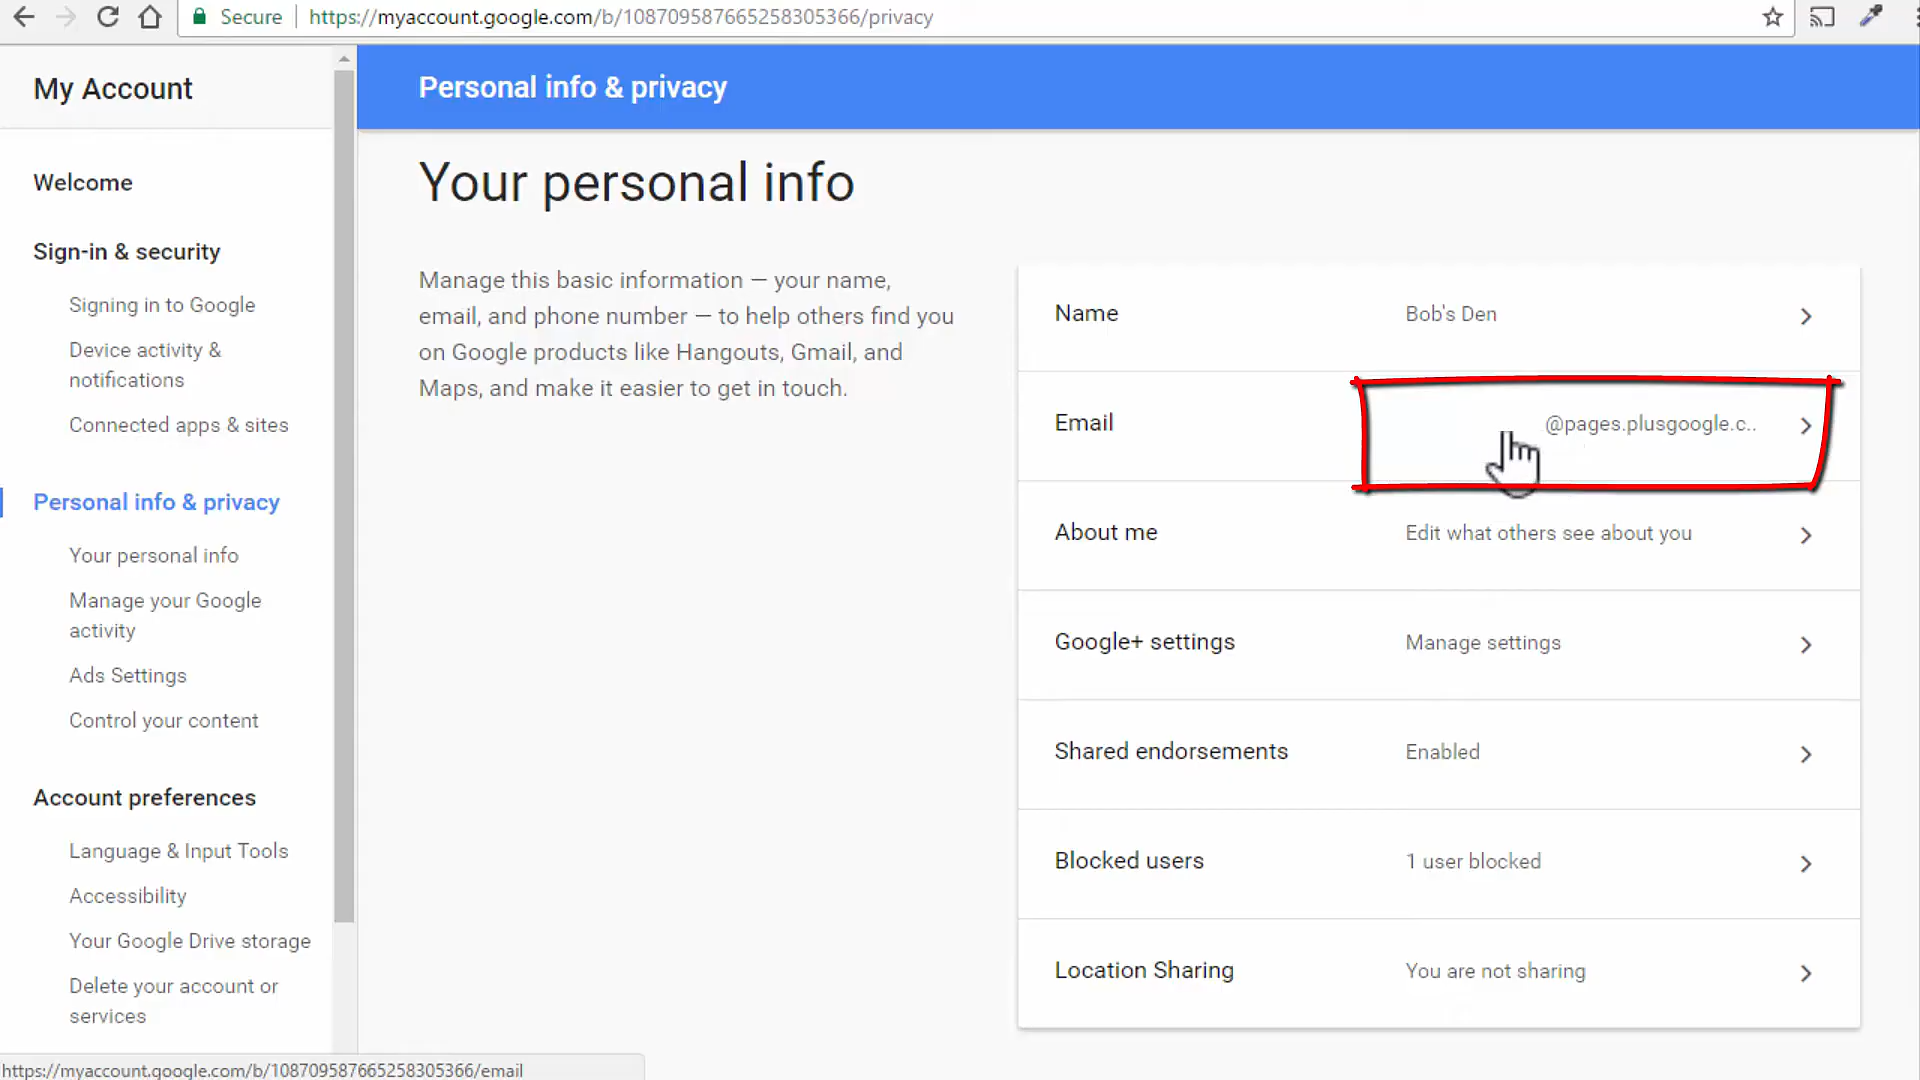 Secure https://myaccount.google.com/b/108709587665258305366/privacy
My Account
Personal info & privacy
Welcome
Sign-in & security
Signing in to Google
Device activity &
notifications
Connected apps & sites
Personal info & privacy
Your personal info
Manage your Google
activity
Ads Settings
Control your content
Account preferences
Language & Input Tools
Accessibility
Your Google Drive storage
Delete your account or
services
Your personal info
Manage this basic information — your name,
email, and phone number — to help others find you
on Google products like Hangouts, Gmail, and
Maps, and make it easier to get in touch.
Name Bob's Den
Email @pages.plusgoogle.c..
About me Edit what others see about you
Google+ settings Manage settings
Shared endorsements Enabled
Blocked users 1 user blocked
Location Sharing You are not sharing
https://myaccount.google.com/b/108709587665258305366/email